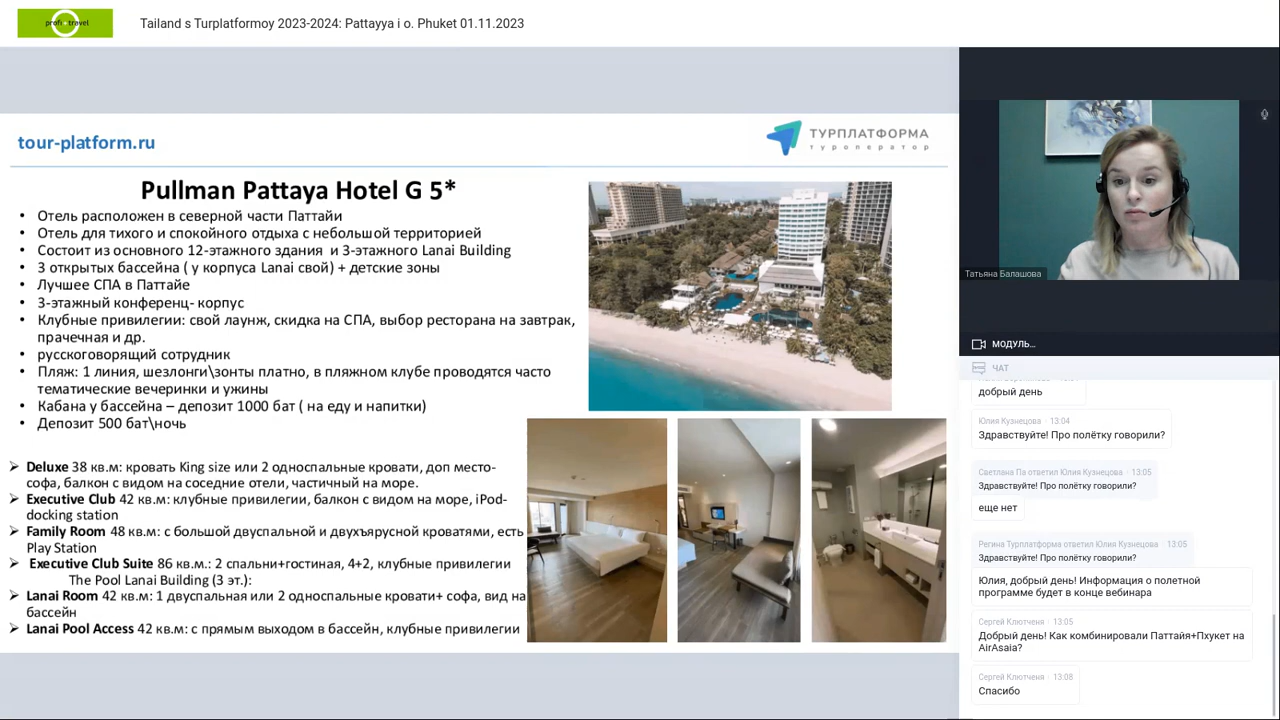 profi travel
Tailand s Turplatformoy 2023-2024: Pattayya i o. Phuket 01.11.2023
tour-platform.ru
ТУРПЛАТФОРМА
туроператор
Pullman Pattaya Hotel G 5*
• Отель расположен в северной части Паттайи
• Отель для тихого и спокойного отдыха с небольшой территорией
• Состоит из основного 12-этажного здания и 3-этажного Lanai Building
• 3 открытых бассейна ( у корпуса Lanai свой) + детские зоны
• Лучшее СПА в Паттайе
• 3-этажный конференц- корпус
• Клубные привилегии: свой лаунж, скидка на СПА, выбор ресторана на завтрак,
прачечная и др.
• русскоговорящий сотрудник
• Пляж: 1 линия, шезлонги\зонты платно, в пляжном клубе проводятся часто
тематические вечеринки и ужины
• Кабана у бассейна – депозит 1000 бат ( на еду и напитки)
• Депозит 500 бат\ночь
➢ Deluxe 38 кв.м: кровать King size или 2 односпальные кровати, доп место-
софа, балкон с видом на соседние отели, частичный на море.
➢ Executive Club 42 кв.м: клубные привилегии, балкон с видом на море, iPod-
docking station
➢ Family Room 48 кв.м: с большой двуспальной и двухъярусной кроватями, есть
Play Station
➢ Executive Club Suite 86 кв.м.: 2 спальни+гостиная, 4+2, клубные привилегии
The Pool Lanai Building (3 эт.):
➢ Lanai Room 42 кв.м: 1 двуспальная или 2 односпальные кровати+ софа, вид на
бассейн
➢ Lanai Pool Access 42 кв.м: с прямым выходом в бассейн, клубные привилегии
Татьяна Балашова
МОДУЛЬ...
ЧАТ
добрый день
Юлия Кузнецова · 13:04
Здравствуйте! Про полётку говорили?
Светлана Па ответил Юлия Кузнецова · 13:05
Здравствуйте! Про полётку говорили?
еще нет
Регина Турплатформа ответил Юлия Кузнецова · 13:05
Здравствуйте! Про полётку говорили?
Юлия, добрый день! Информация о полетной
программе будет в конце вебинара
Сергей Клютченя · 13:05
Добрый день! Как комбинировали Паттайя+Пхукет на
AirAsaia?
Сергей Клютченя · 13:08
Спасибо